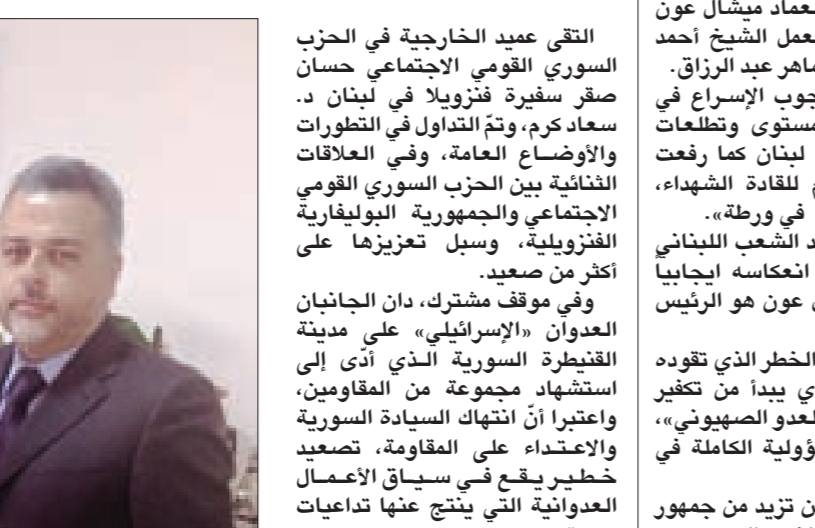 التقى عميد الخارجية في الحزب
السوري القومي الاجتماعي حسان
صقر سفيرة فنزويلا في لبنان د.
سعاد كرم، وتمّ التداول في التطورات
والأوضاع العامة، وفي العلاقات
الثنائية بين الحزب السوري القومي
الاجتماعي والجمهورية البوليفارية
الفنزويلية، وسبل تعزيزها على
أكثر من صعيد.
وفي موقف مشترك، دان الجانبان
العدوان «الإسرائيلي» على مدينة
القنيطرة السورية الذي أدّى إلى
استشهاد مجموعة من المقاومين،
واعتبرا أنّ انتهاك السيادة السورية
والاعتداء على المقاومة، تصعيد
خطير يقع في سياق الأعمال
العدوانية التي ينتج عنها تداعيات
عماد ميشال عون
عمل الشيخ أحمد
ماهر عبد الرزاق.
جوب الإسراع في
مستوى وتطلعات
لبنان كما رفعت
للقادة الشهداء،
في ورطة».
د الشعب اللبناني
انعكاسه ايجابياً
عون هو الرئيس
الخطر الذي تقوده
ي يبدأ من تكفير
لعدو الصهيوني»،
ؤولية الكاملة في
ن تزيد من جمهور